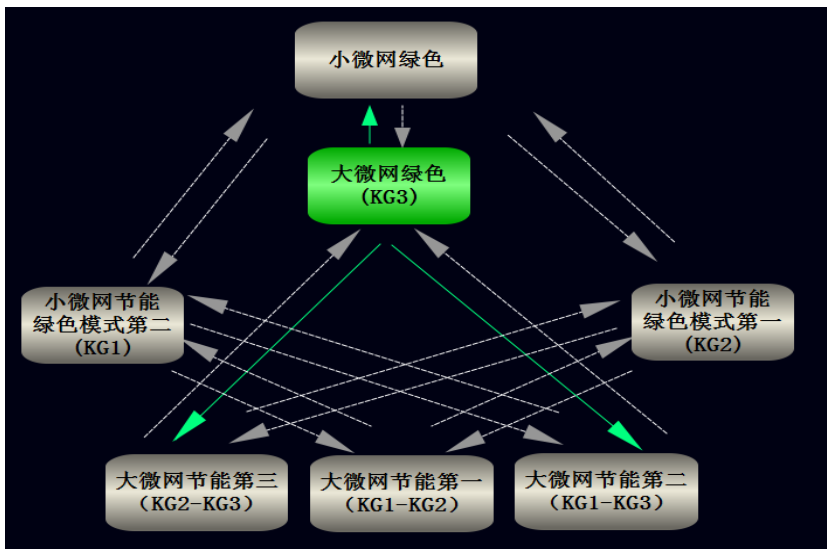 小微网绿色
大微网绿色
(KG3)
小微网节能
绿色模式第二
(KG1)
小微网节能
绿色模式第一
(KG2)
大微网节能第三
（KG2-KG3）
大微网节能第一
（KG1-KG2）
大微网节能第二
（KG1-KG3）